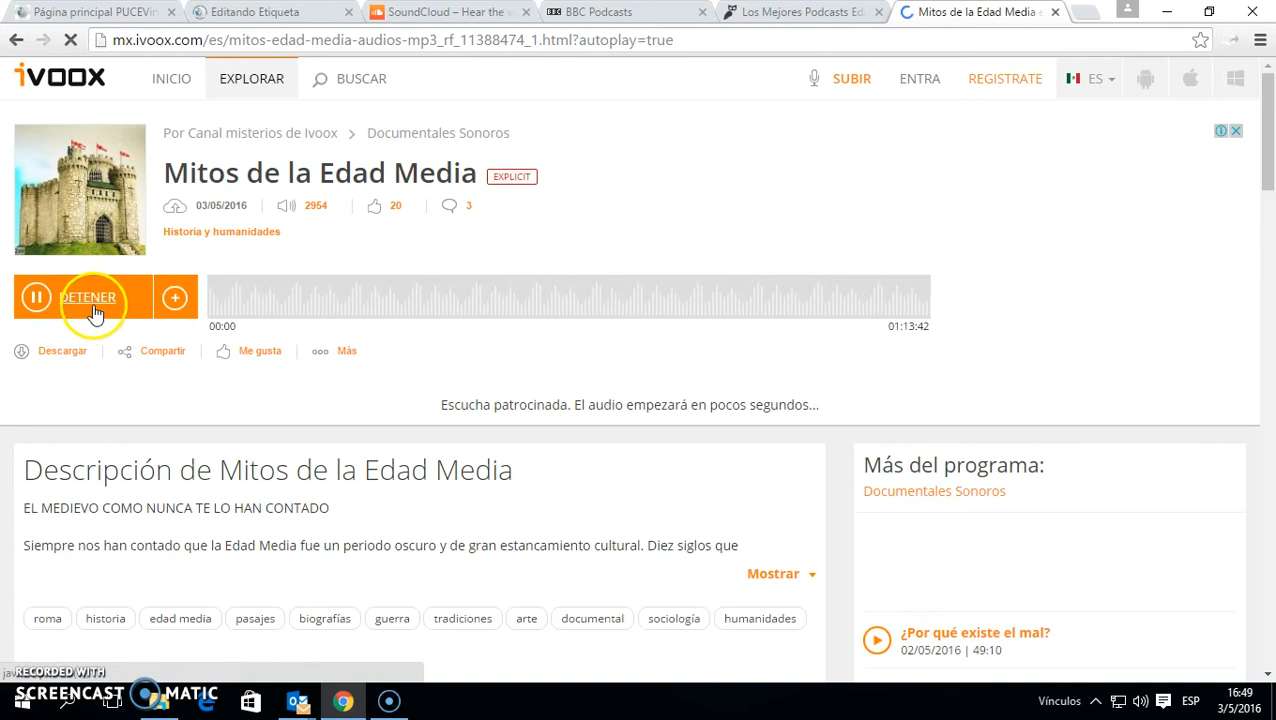 Página principal PUCEVir
Editando Etiqueta
SoundCloud – Hear the w
BBC Podcasts
Los Mejores Podcasts Edi
Mitos de la Edad Media e
mx.ivoox.com/es/mitos-edad-media-audios-mp3_rf_11388474_1.html?autoplay=true
iVOOX
INICIO
EXPLORAR
BUSCAR
SUBIR
ENTRA
REGISTRATE
ES
Por Canal misterios de Ivoox > Documentales Sonoros
Mitos de la Edad Media EXPLICIT
03/05/2016 2954 20 3
Historia y humanidades
DETENER
00:00 01:13:42
Descargar Compartir Me gusta Más
Escucha patrocinada. El audio empezará en pocos segundos...
Descripción de Mitos de la Edad Media
EL MEDIEVO COMO NUNCA TE LO HAN CONTADO
Siempre nos han contado que la Edad Media fue un periodo oscuro y de gran estancamiento cultural. Diez siglos que
Mostrar
roma historia edad media pasajes biografías guerra tradiciones arte documental sociología humanidades
Más del programa:
Documentales Sonoros
¿Por qué existe el mal?
02/05/2016 | 49:10
RECORDED WITH
SCREENCAST MATIC
Vínculos
ESP
16:49
3/5/2016